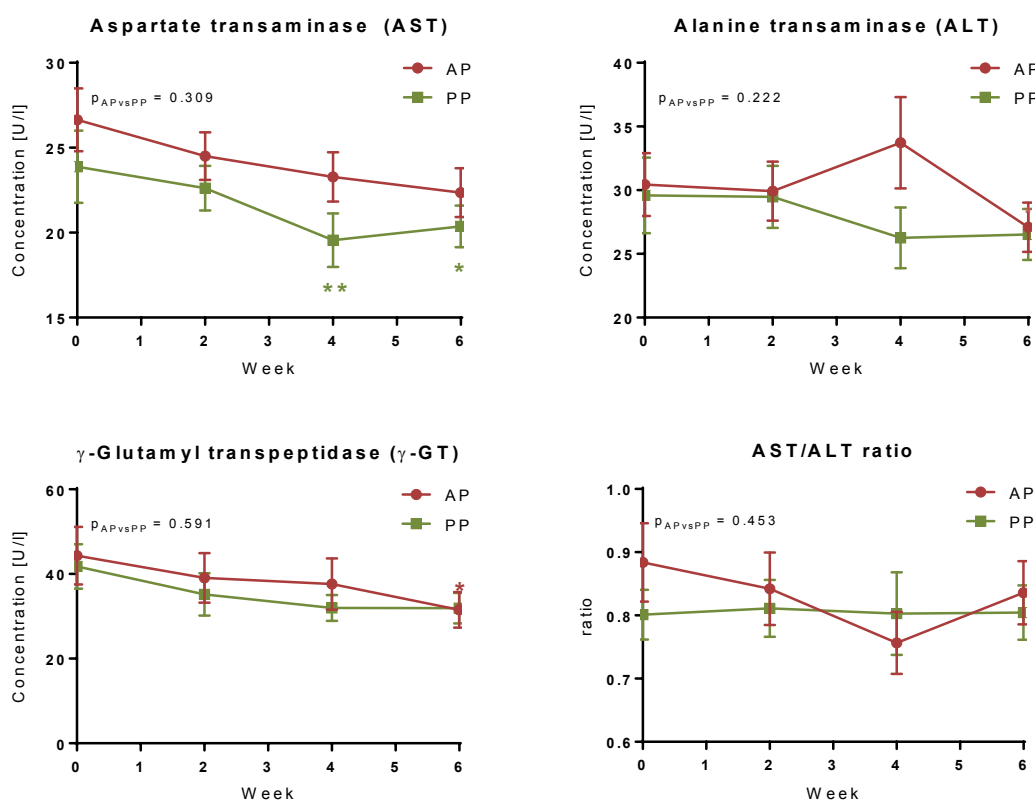 Aspartate transaminase (AST)
30
25
20
15
Concentration [U/l]
p APvsPP = 0.309
AP
PP
**
*
0 1 2 3 4 5 6
Week
Alanine transaminase (ALT)
40
35
30
25
20
Concentration [U/l]
p APvsPP = 0.222
AP
PP
0 1 2 3 4 5 6
Week
γ-Glutamyl transpeptidase (γ-GT)
60
40
20
0
Concentration [U/l]
p APvsPP = 0.591
AP
PP
*
0 1 2 3 4 5 6
Week
AST/ALT ratio
1.0
0.9
0.8
0.7
0.6
ratio
p APvsPP = 0.453
AP
PP
0 1 2 3 4 5 6
Week